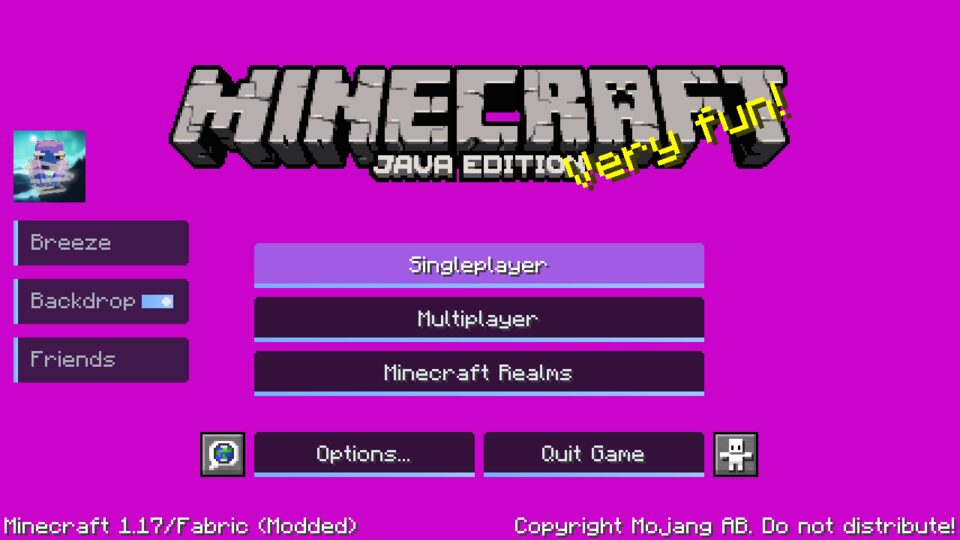 MINECRAFT
JAVA EDITION
Very fun!
Breeze
Backdrop
Friends
Singleplayer
Multiplayer
Minecraft Realms
Options...
Quit Game
Minecraft 1.17/Fabric (Modded)
Copyright Mojang AB. Do not distribute!